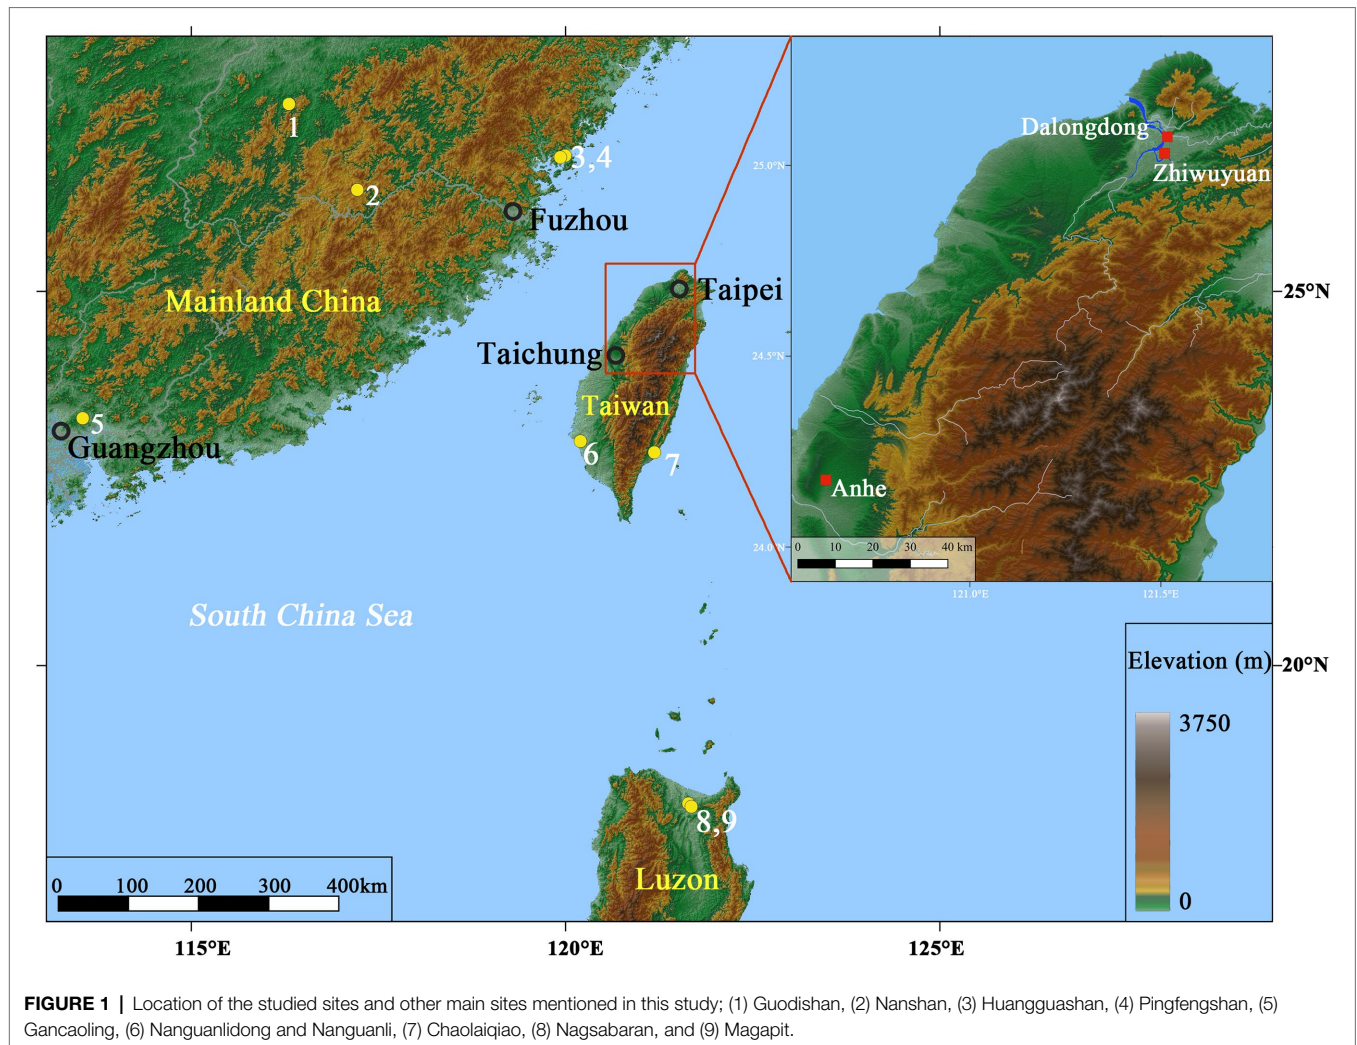 1
2
3,4
Fuzhou
Mainland China
Taipei
Taichung
Taiwan
5
Guangzhou
6
7
South China Sea
8,9
Luzon
Dalongdong
Zhiwuyuan
Anhe
25.0°N
24.5°N
24.0°N
0 10 20 30 40 km
121.0°E 121.5°E
25°N
20°N
Elevation (m)
3750
0
0 100 200 300 400km
115°E 120°E 125°E
FIGURE 1 | Location of the studied sites and other main sites mentioned in this study; (1) Guodishan, (2) Nanshan, (3) Huangguashan, (4) Pingfengshan, (5)
Gancaoling, (6) Nanguanlidong and Nanguanli, (7) Chaolaiqiao, (8) Nagsabaran, and (9) Magapit.